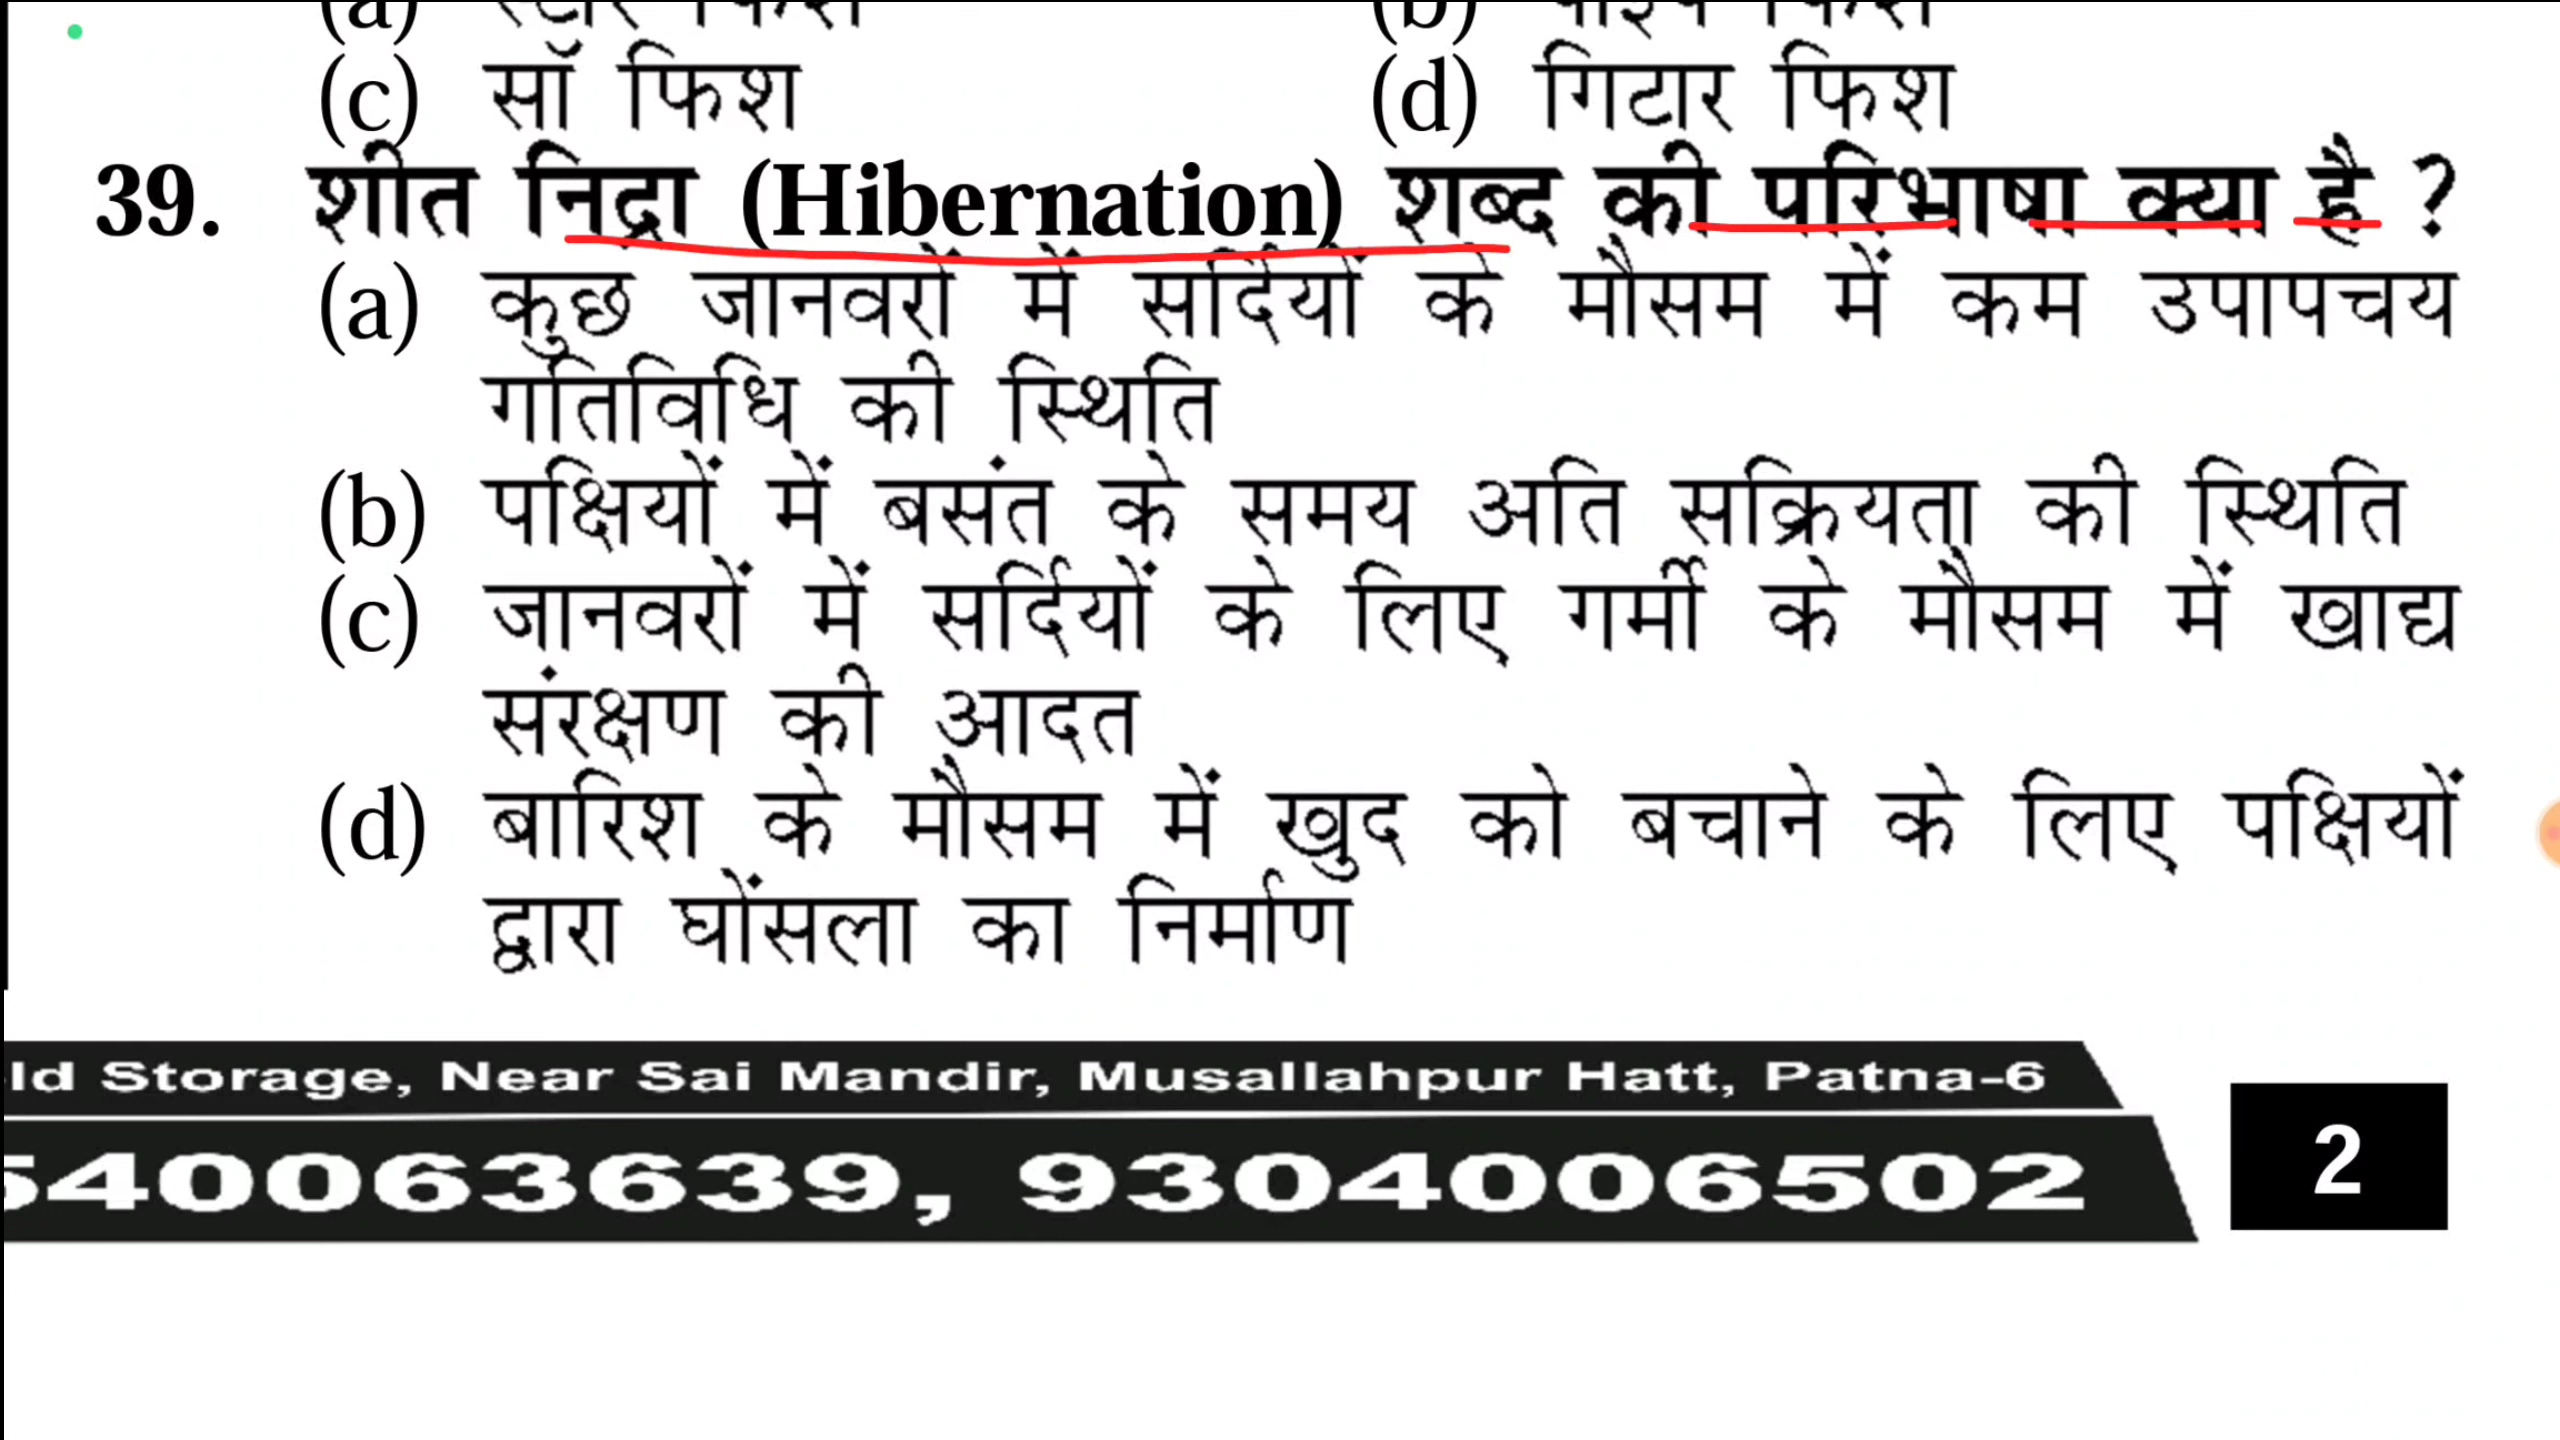 (c) सॉ फिश (d) गिटार फिश
39. शीत निद्रा (Hibernation) शब्द की परिभाषा क्या है ?
(a) कुछ जानवरों में सर्दियों के मौसम में कम उपापचय
गतिविधि की स्थिति
(b) पक्षियों में बसंत के समय अति सक्रियता की स्थिति
(c) जानवरों में सर्दियों के लिए गर्मी के मौसम में खाद्य
संरक्षण की आदत
(d) बारिश के मौसम में खुद को बचाने के लिए पक्षियों
द्वारा घोंसला का निर्माण
ld Storage, Near Sai Mandir, Musallahpur Hatt, Patna-6
540063639, 9304006502
2